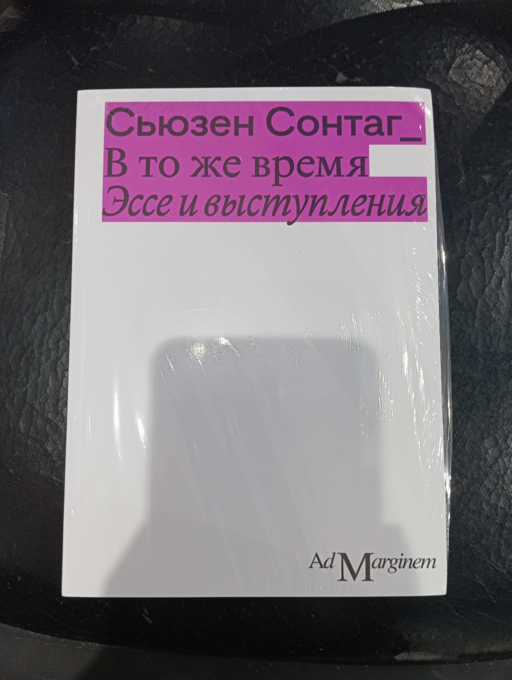 Сьюзен Сонтаг_
В то же время
Эссе и выступления
Ad Marginem